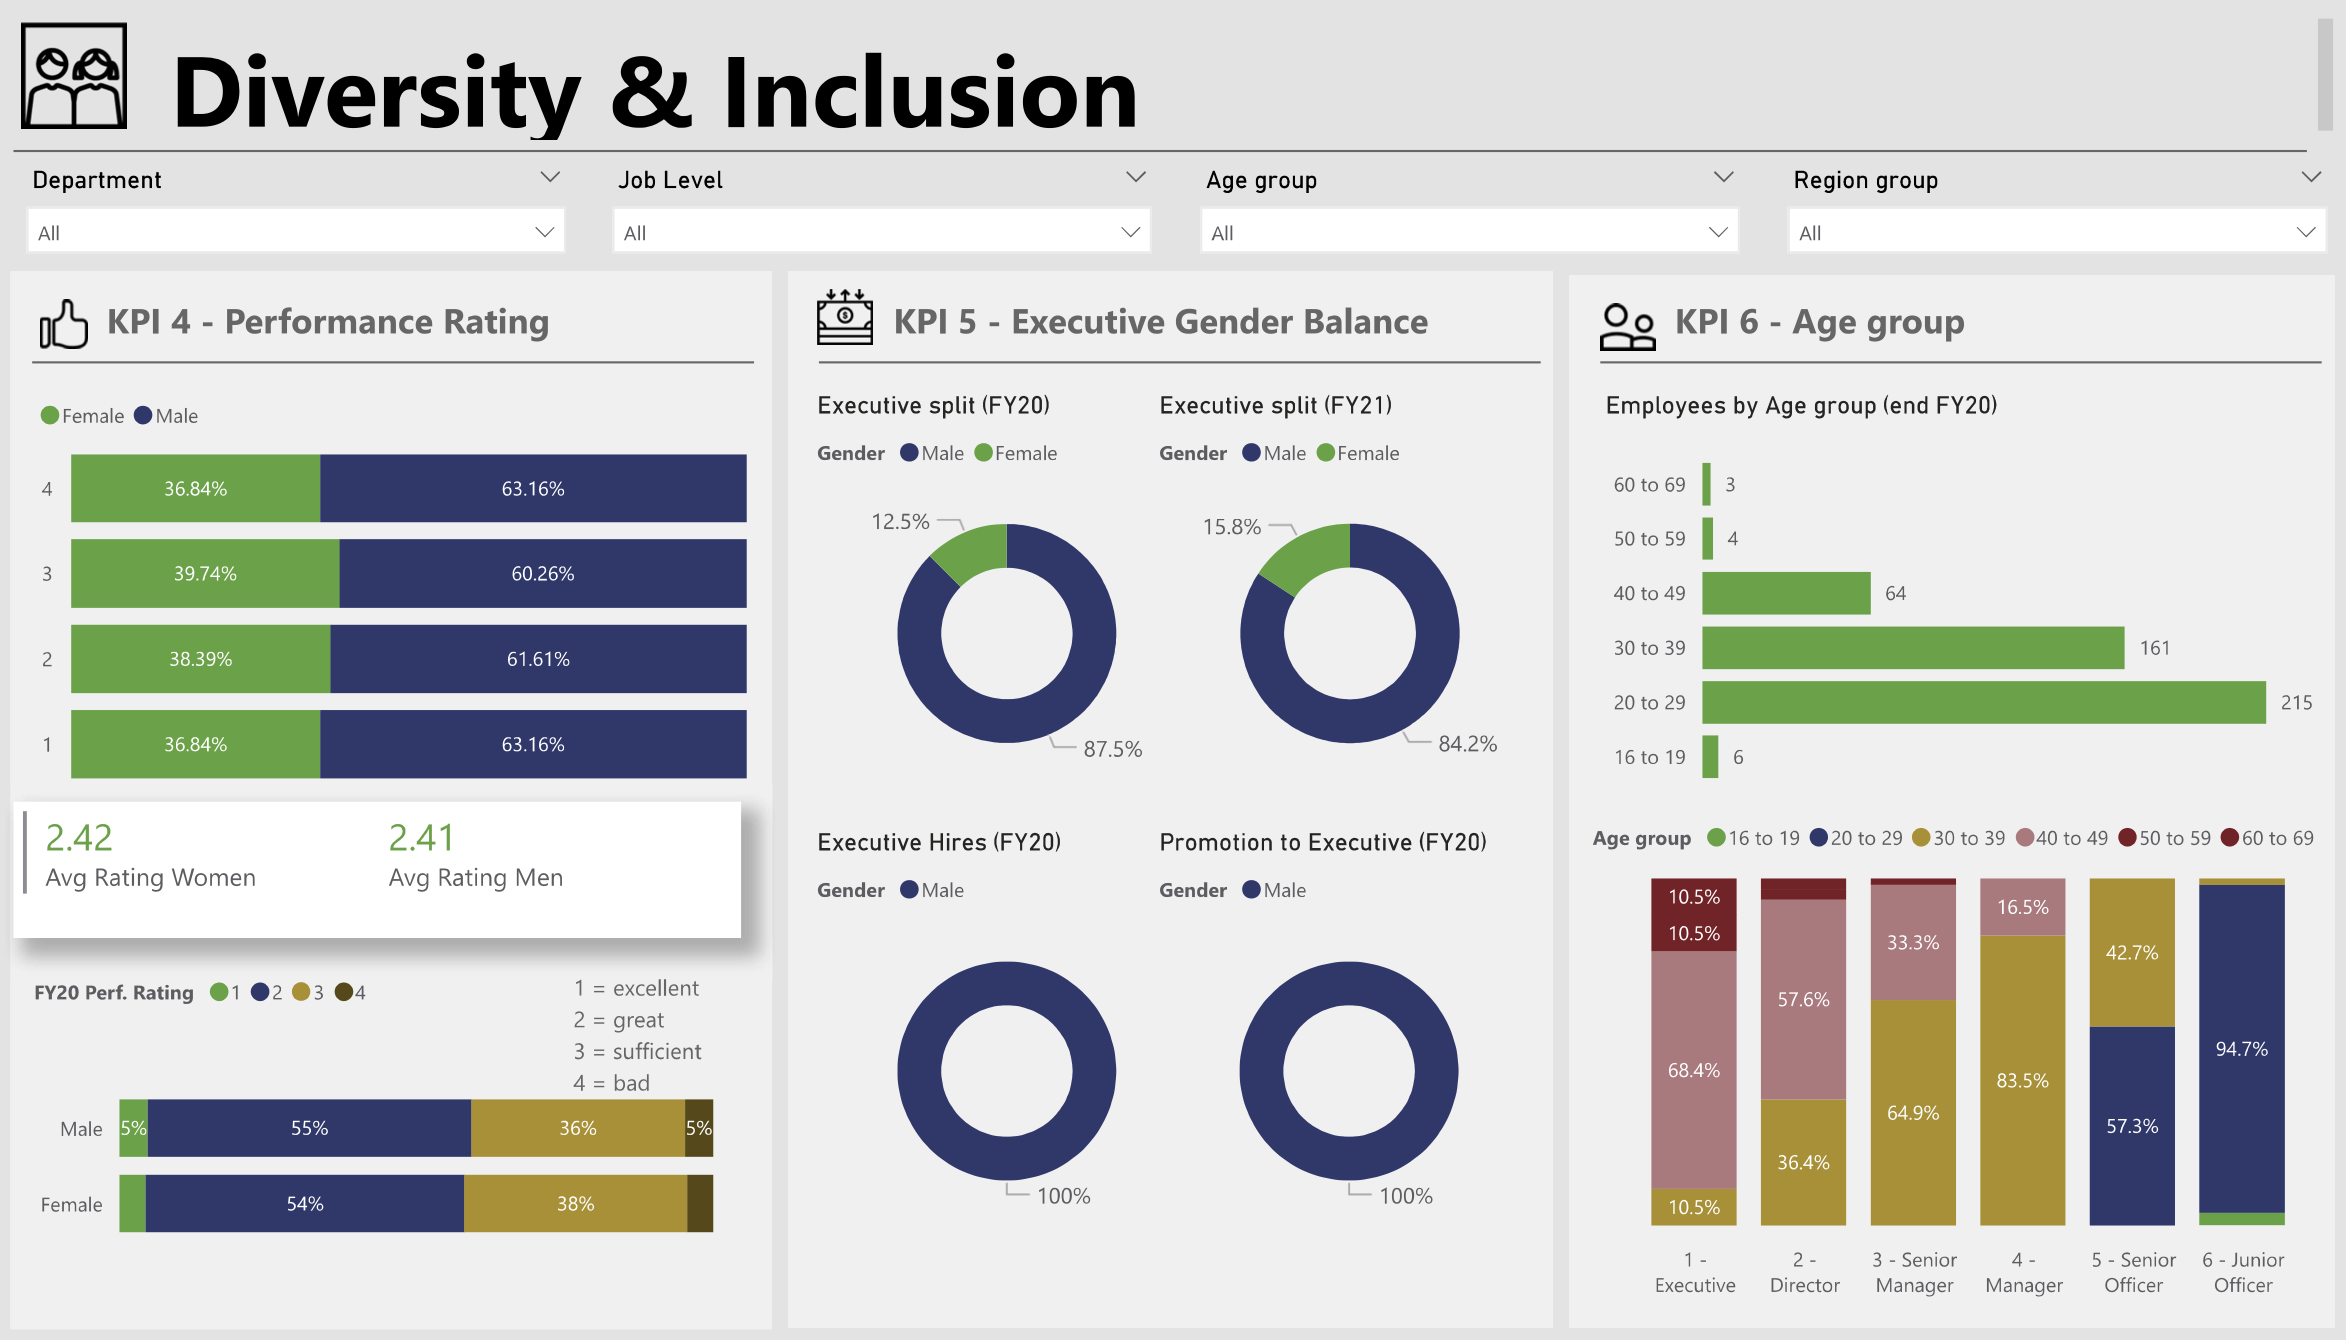 Diversity & Inclusion
Department
Job Level
Age group
Region group
All
All
All
All
KPI 4 - Performance Rating
Female Male
4 36.84% 63.16%
3 39.74% 60.26%
2 38.39% 61.61%
1 36.84% 63.16%
2.42 2.41
Avg Rating Women Avg Rating Men
FY20 Perf. Rating 1 2 3 4
1 = excellent
2 = great
3 = sufficient
4 = bad
Male 5% 55% 36% 5%
Female 54% 38%
KPI 5 - Executive Gender Balance
Executive split (FY20)
Gender Male Female
12.5%
87.5%
Executive split (FY21)
Gender Male Female
15.8%
84.2%
Executive Hires (FY20)
Gender Male
100%
Promotion to Executive (FY20)
Gender Male
100%
KPI 6 - Age group
Employees by Age group (end FY20)
60 to 69 3
50 to 59 4
40 to 49 64
30 to 39 161
20 to 29 215
16 to 19 6
Age group 16 to 19 20 to 29 30 to 39 40 to 49 50 to 59 60 to 69
10.5%
10.5%
68.4%
10.5%
1 -
Executive
57.6%
36.4%
2 -
Director
33.3%
64.9%
3 - Senior
Manager
16.5%
83.5%
4 -
Manager
42.7%
57.3%
5 - Senior
Officer
94.7%
6 - Junior
Officer